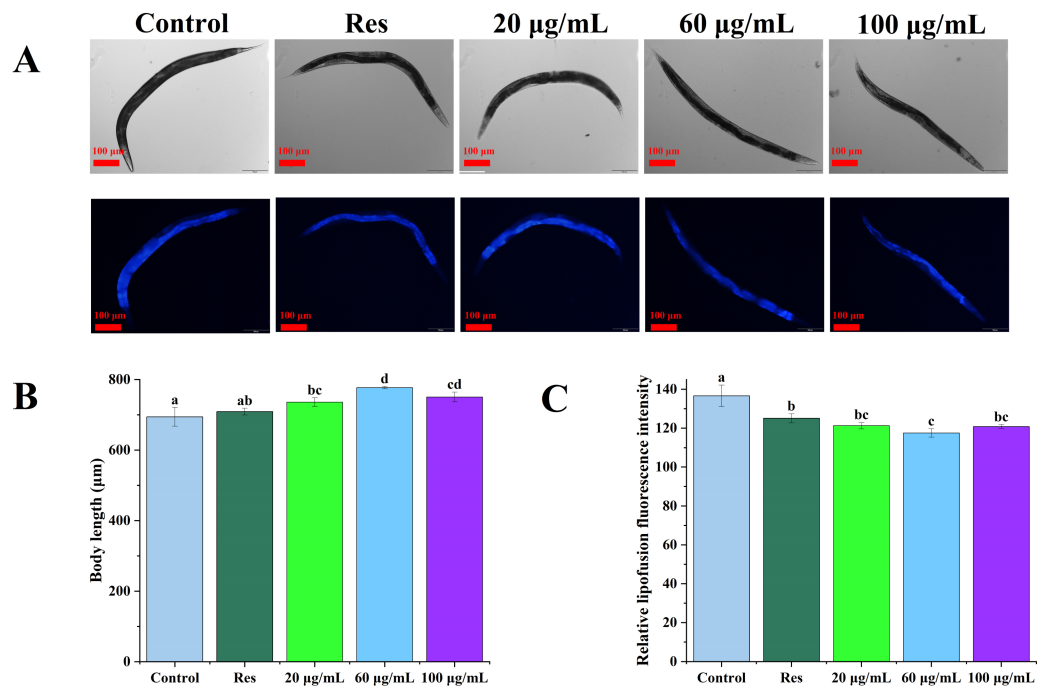 Control Res 20 µg/mL 60 µg/mL 100 µg/mL
A
100 µm 100 µm 100 µm 100 µm 100 µm
100 µm 100 µm 100 µm 100 µm 100 µm
B
Body length (µm)
800
600
400
200
0
a ab bc d cd
Control Res 20 µg/mL 60 µg/mL 100 µg/mL
C
Relative lipofusion fluorescence intensity
140
120
100
80
60
40
20
0
a b bc c bc
Control Res 20 µg/mL 60 µg/mL 100 µg/mL